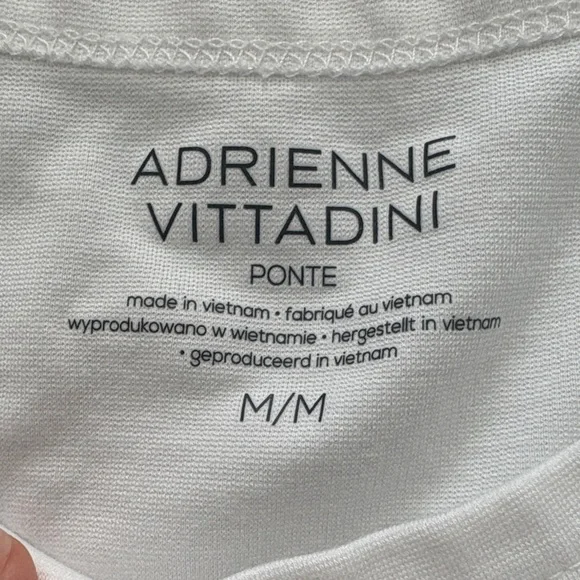 ADRIENNE
VITTADINI
PONTE
made in vietnam • fabriqué au vietnam
wyprodukowano w wietnamie • hergestellt in vietnam
• geproduceerd in vietnam
M/M